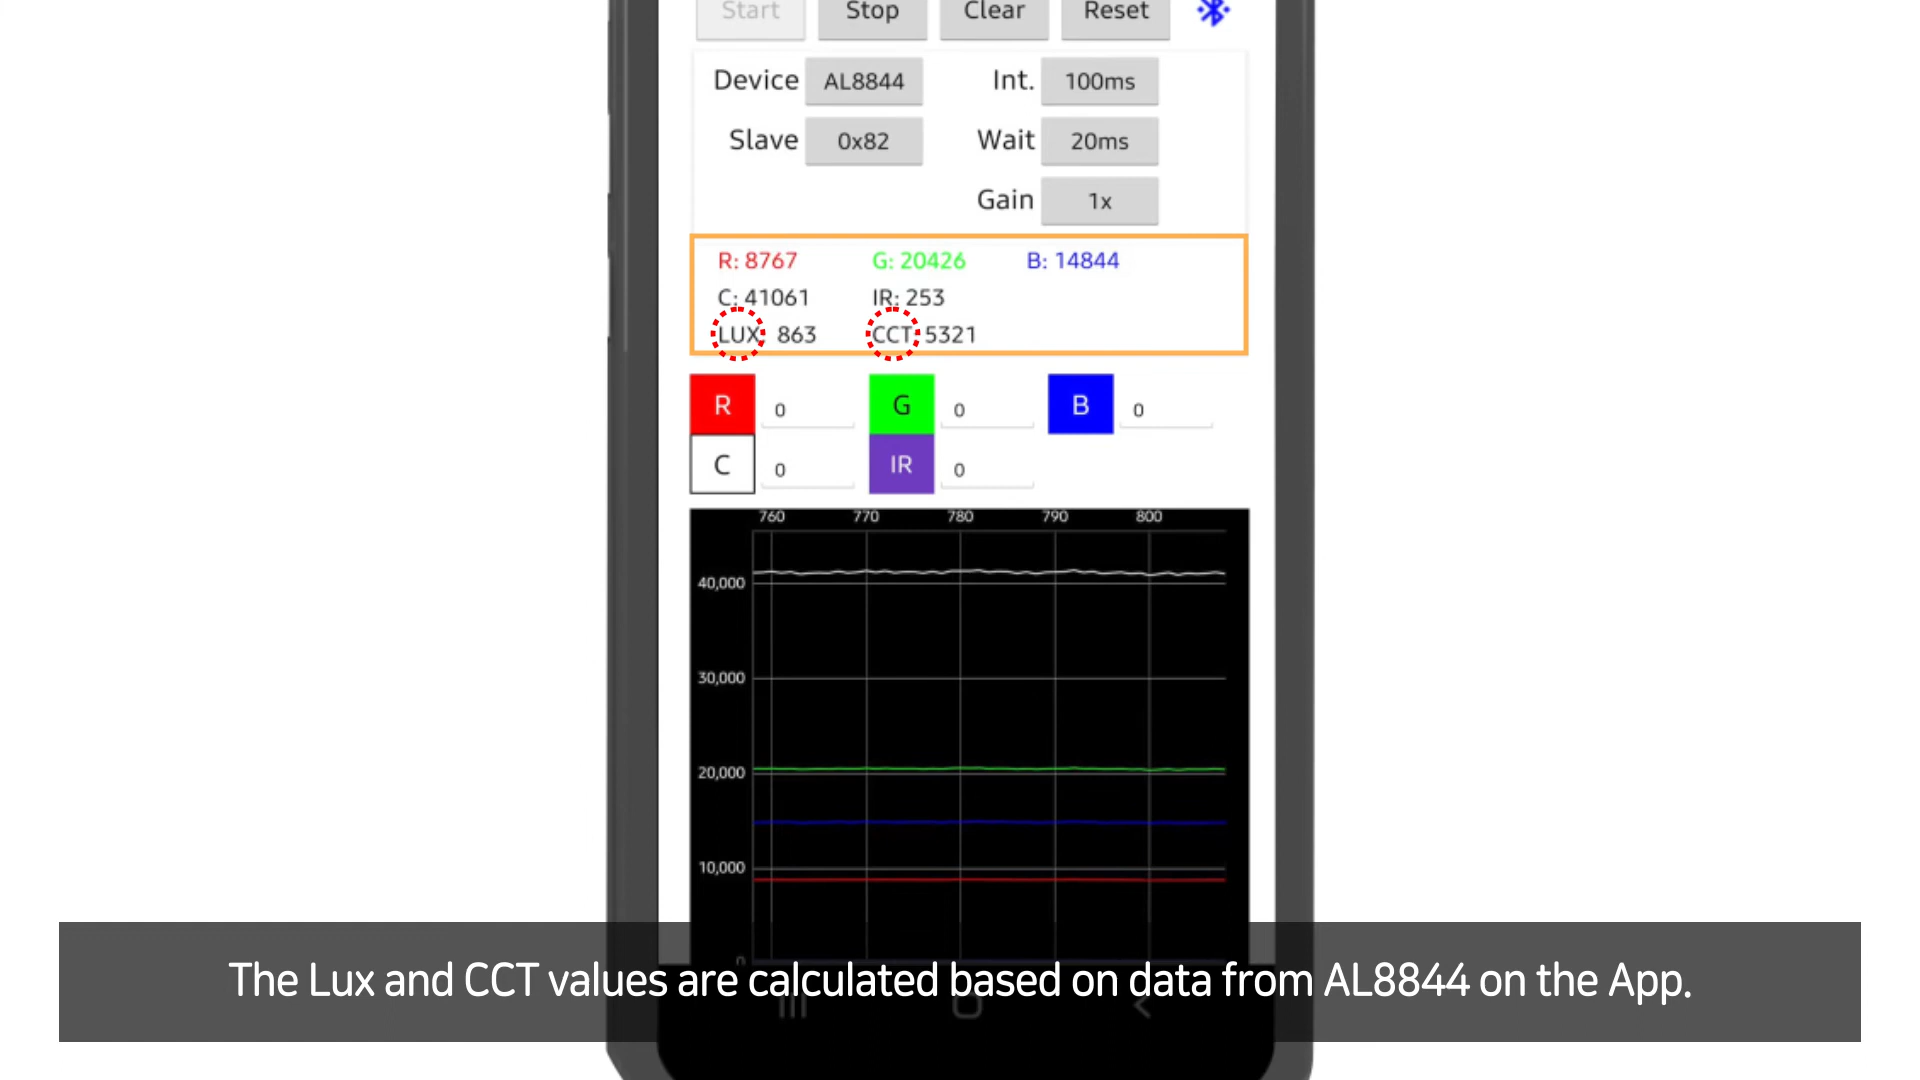 Start Stop Clear Reset
Device AL8844 Int. 100ms
Slave 0x82 Wait 20ms
Gain 1x
R: 8767 G: 20426 B: 14844
C: 41061 IR: 253
LUX: 863 CCT: 5321
R 0 G 0 B 0
C 0 IR 0
760 770 780 790 800
40,000
30,000
20,000
10,000
0
The Lux and CCT values are calculated based on data from AL8844 on the App.